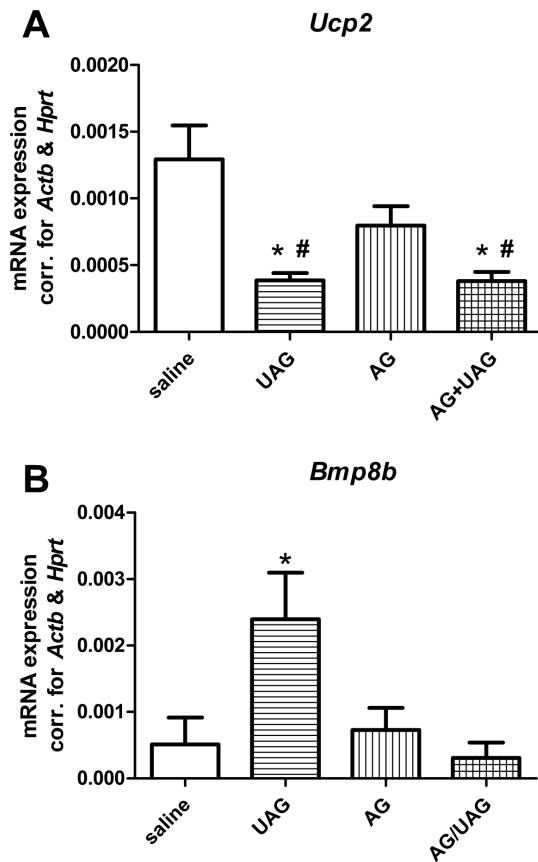 A
Ucp2
mRNA expression
corr. for Actb & Hprt
0.0020
0.0015
0.0010
0.0005
0.0000
* #
* #
saline
UAG
AG
AG+UAG
B
Bmp8b
mRNA expression
corr. for Actb & Hprt
0.004
0.003
0.002
0.001
0.000
*
saline
UAG
AG
AG/UAG